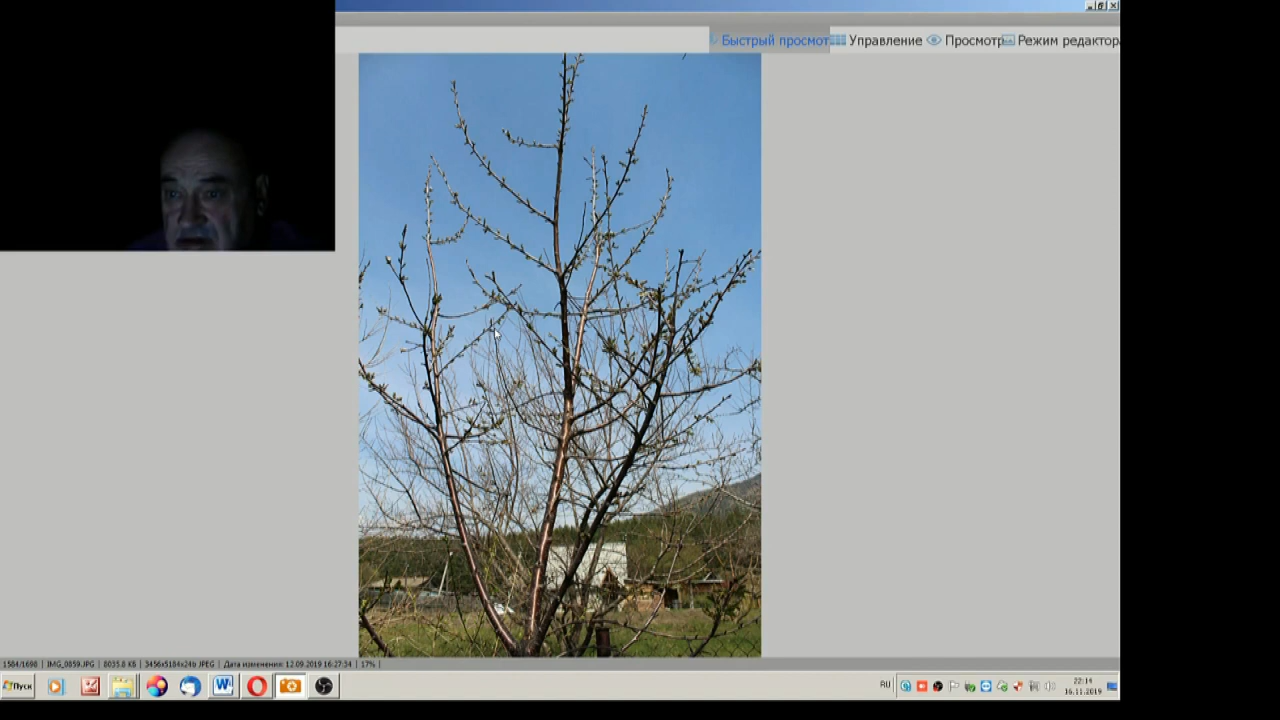 Быстрый просмот
Управление
Просмотр
Режим редактор
1584/1698 | IMG_0859.JPG | 8035.8 Кб | 3456x5184x24b JPEG | Дата изменения: 12.09.2019 16:27:34 | 17% |
Пуск
W
RU
22:14
16.11.2019